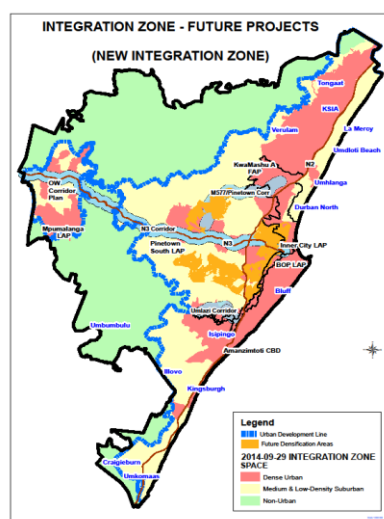 INTEGRATION ZONE - FUTURE PROJECTS
(NEW INTEGRATION ZONE)
Tongaat
KSIA
La Mercy
Verulam
Umdloti Beach
KwaMashu A
FAP
N2
M577/Pinetown Corr
Umhlanga
OW
Corridor
Plan
Durban North
Mpumalanga
LAP
N3 Corridor
N3
Pinetown
South LAP
Inner City LAP
BOP LAP
Bluff
Umlazi Corridor
Umbumbulu
Isipingo
Amanzimtoti CBD
Illovo
Kingsburgh
Craigieburn
Umkomaas
Legend
Urban Development Line
Future Densification Areas
2014-09-29 INTEGRATION ZONE
SPACE
Dense Urban
Medium & Low-Density Suburban
Non-Urban